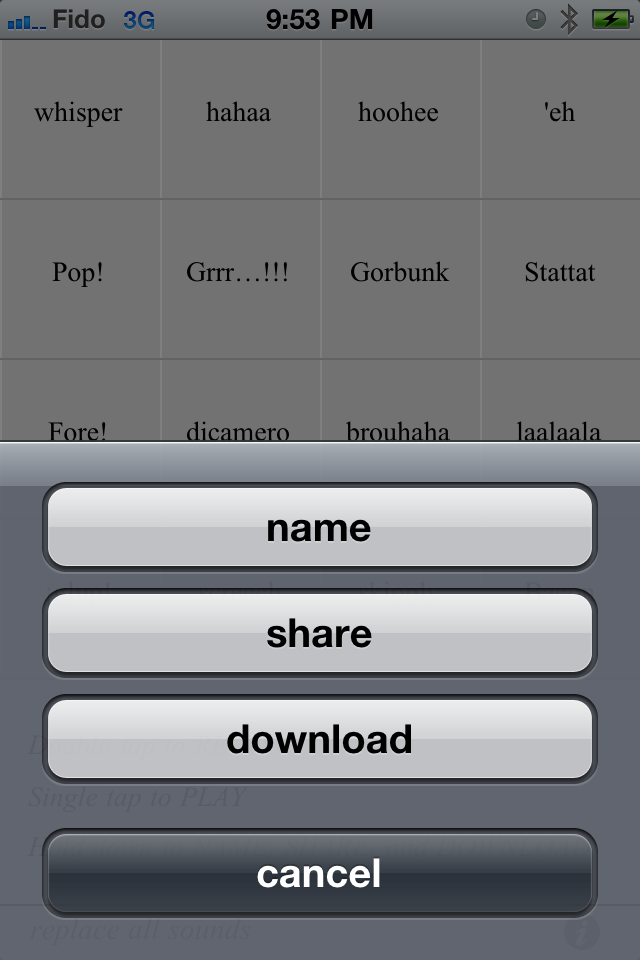 Fido 3G 9:53 PM
whisper hahaa hoohee 'eh
Pop! Grrr...!!! Gorbunk Stattat
Fore! dicamero brouhaha laalaala
name
share
download
Single tap to PLAY
cancel
replace all sounds